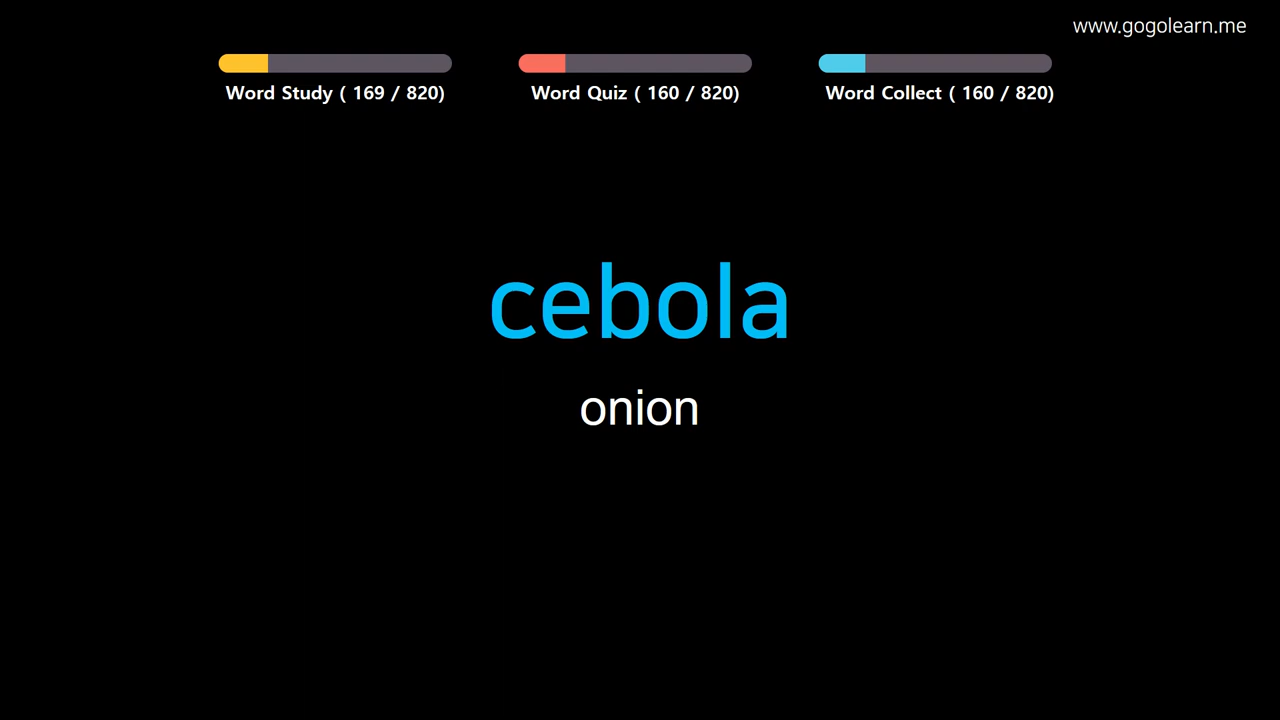 www.gogolearn.me
Word Study ( 169 / 820)
Word Quiz ( 160 / 820)
Word Collect ( 160 / 820)
cebola
onion